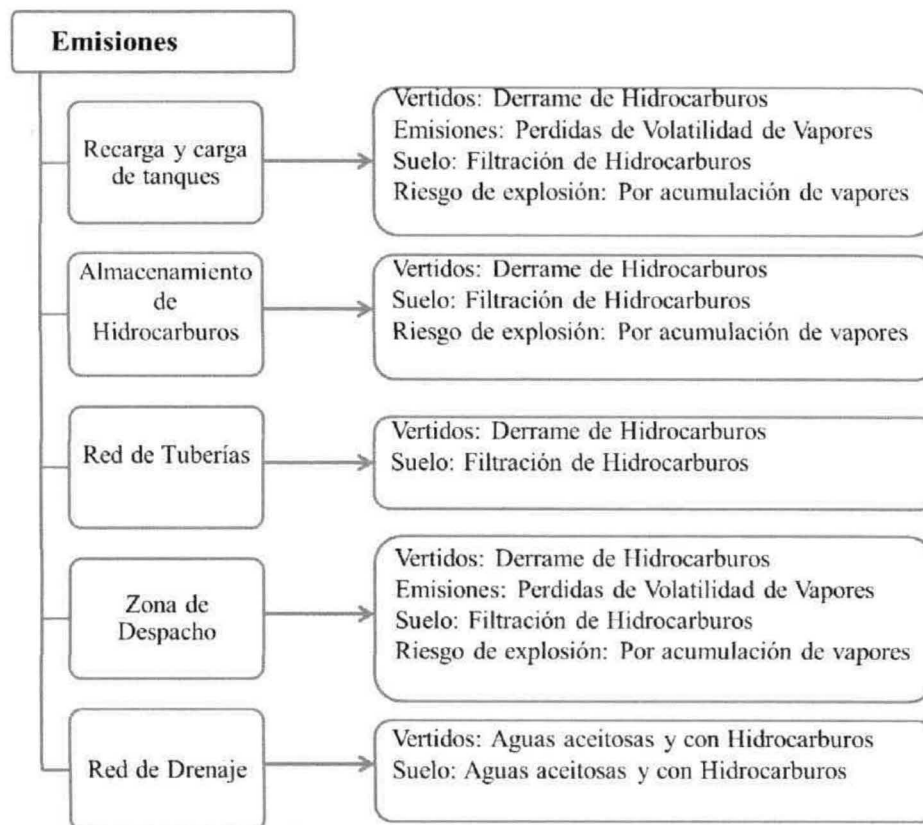 Emisiones
Recarga y carga
de tanques
Vertidos: Derrame de Hidrocarburos
Emisiones: Perdidas de Volatilidad de Vapores
Suelo: Filtración de Hidrocarburos
Riesgo de explosión: Por acumulación de vapores
Almacenamiento
de
Hidrocarburos
Vertidos: Derrame de Hidrocarburos
Suelo: Filtración de Hidrocarburos
Riesgo de explosión: Por acumulación de vapores
Red de Tuberías
Vertidos: Derrame de Hidrocarburos
Suelo: Filtración de Hidrocarburos
Zona de
Despacho
Vertidos: Derrame de Hidrocarburos
Emisiones: Perdidas de Volatilidad de Vapores
Suelo: Filtración de Hidrocarburos
Riesgo de explosión: Por acumulación de vapores
Red de Drenaje
Vertidos: Aguas aceitosas y con Hidrocarburos
Suelo: Aguas aceitosas y con Hidrocarburos